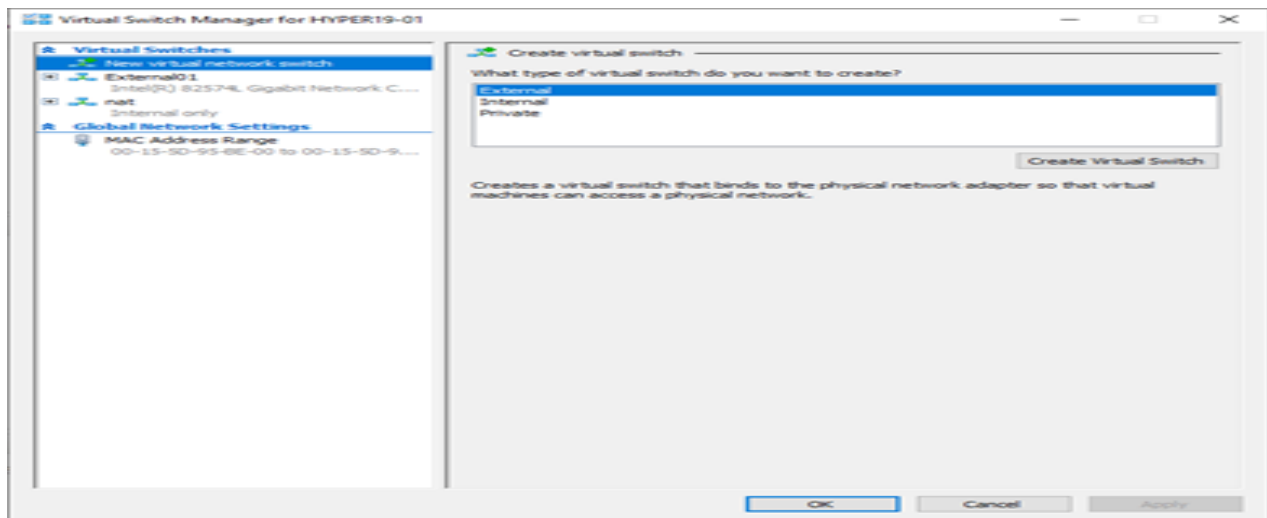 Virtual Switch Manager for HYPER19-01
Virtual Switches
New virtual network switch
External01
Intel(R) 82574L Gigabit Network C....
nat
Internal only
Global Network Settings
MAC Address Range
00-15-5D-95-BE-00 to 00-15-5D-9....
Create virtual switch
What type of virtual switch do you want to create?
External
Internal
Private
Create Virtual Switch
Creates a virtual switch that binds to the physical network adapter so that virtual
machines can access a physical network.
OK
Cancel
Apply